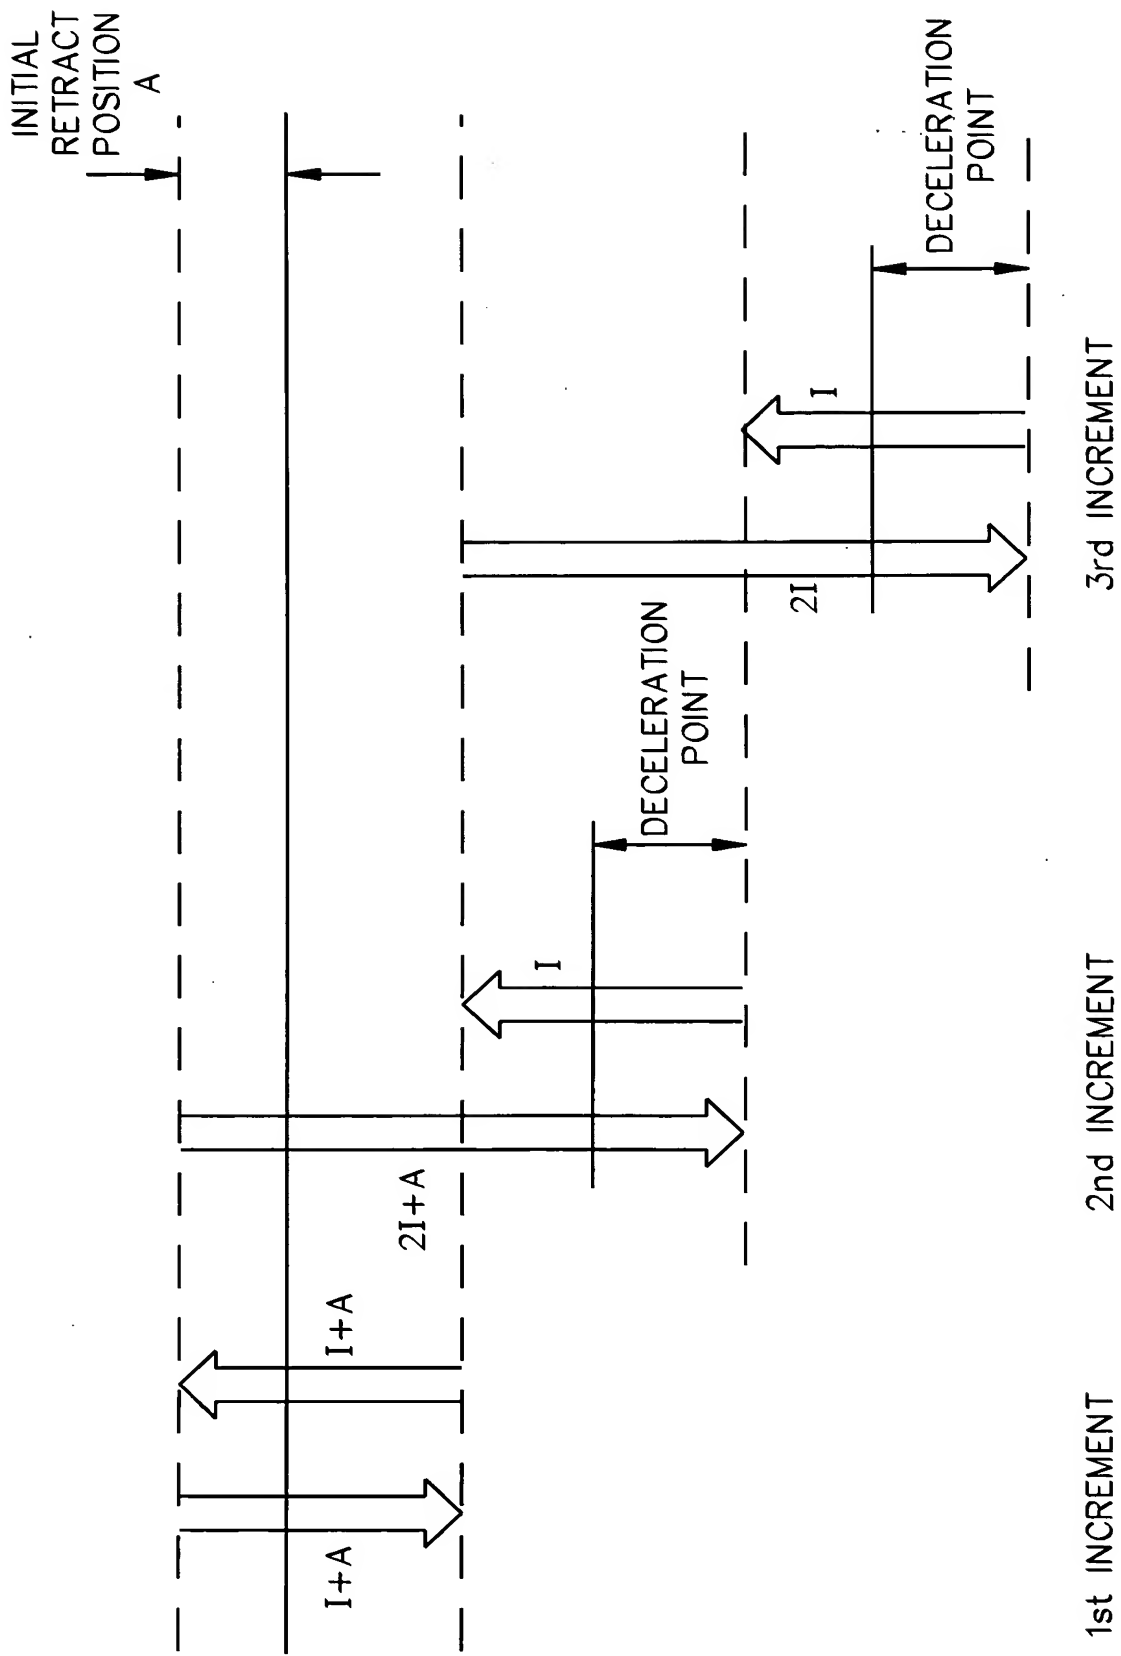 INITIAL
RETRACT
POSITION
A
I+A
I+A
2I+A
I
DECELERATION
POINT
2I
I
DECELERATION
POINT
1st INCREMENT
2nd INCREMENT
3rd INCREMENT